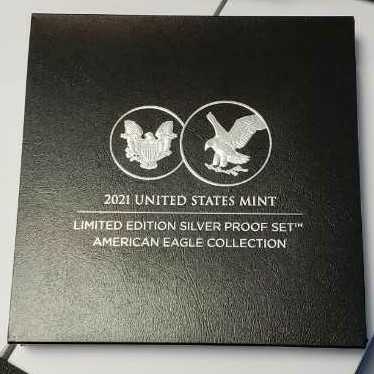 2021 UNITED STATES MINT
LIMITED EDITION SILVER PROOF SET™
AMERICAN EAGLE COLLECTION